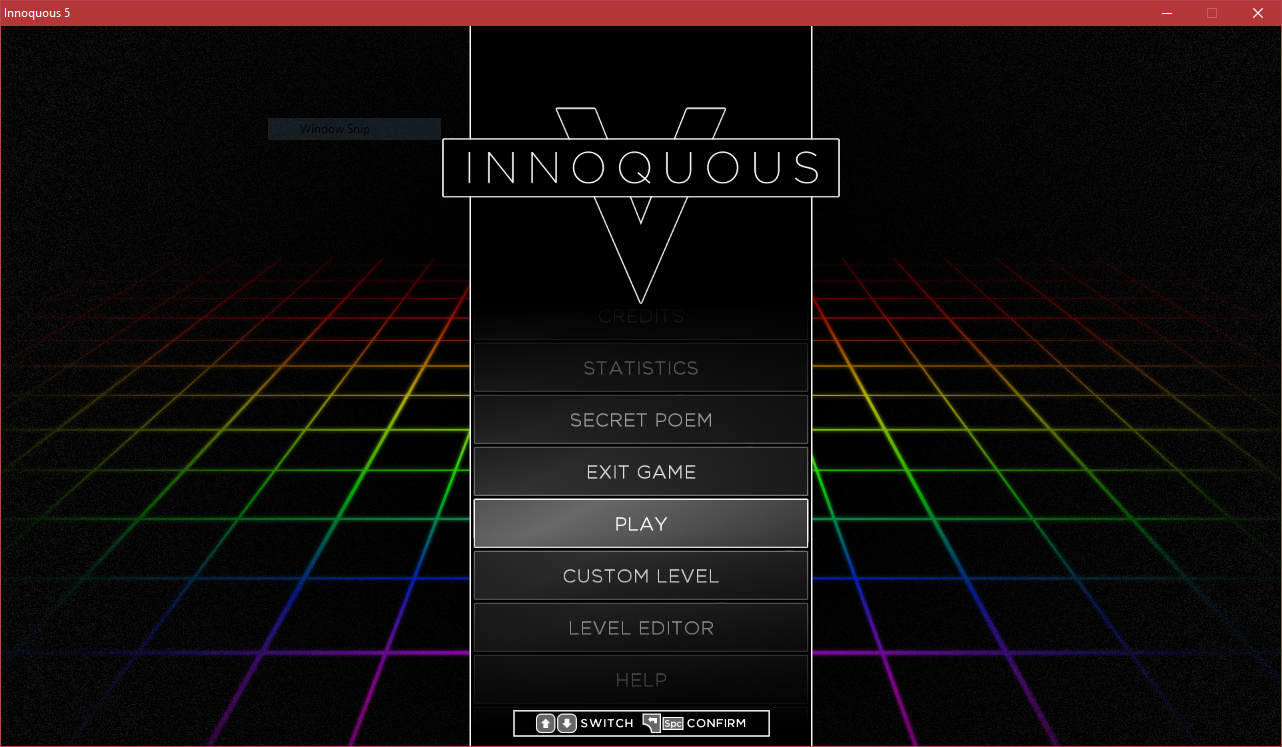 Innoquous 5
Window Snip
V
INNOQUOUS
CREDITS
STATISTICS
SECRET POEM
EXIT GAME
PLAY
CUSTOM LEVEL
LEVEL EDITOR
HELP
SWITCH Spc CONFIRM